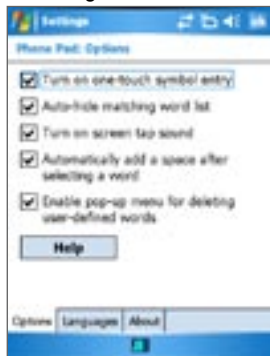 Settings
Phone Pad: Options
Turn on one-touch symbol entry
Auto-hide matching word list
Turn on screen tap sound
Automatically add a space after
selecting a word
Enable pop-up menu for deleting
user-defined words
Help
Options Languages About